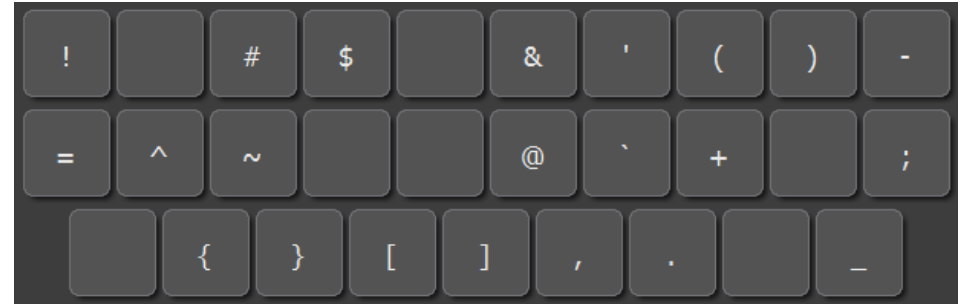 ! # $ & ' ( ) -
= ^ ~ @ ` + ;
{ } [ ] , . _